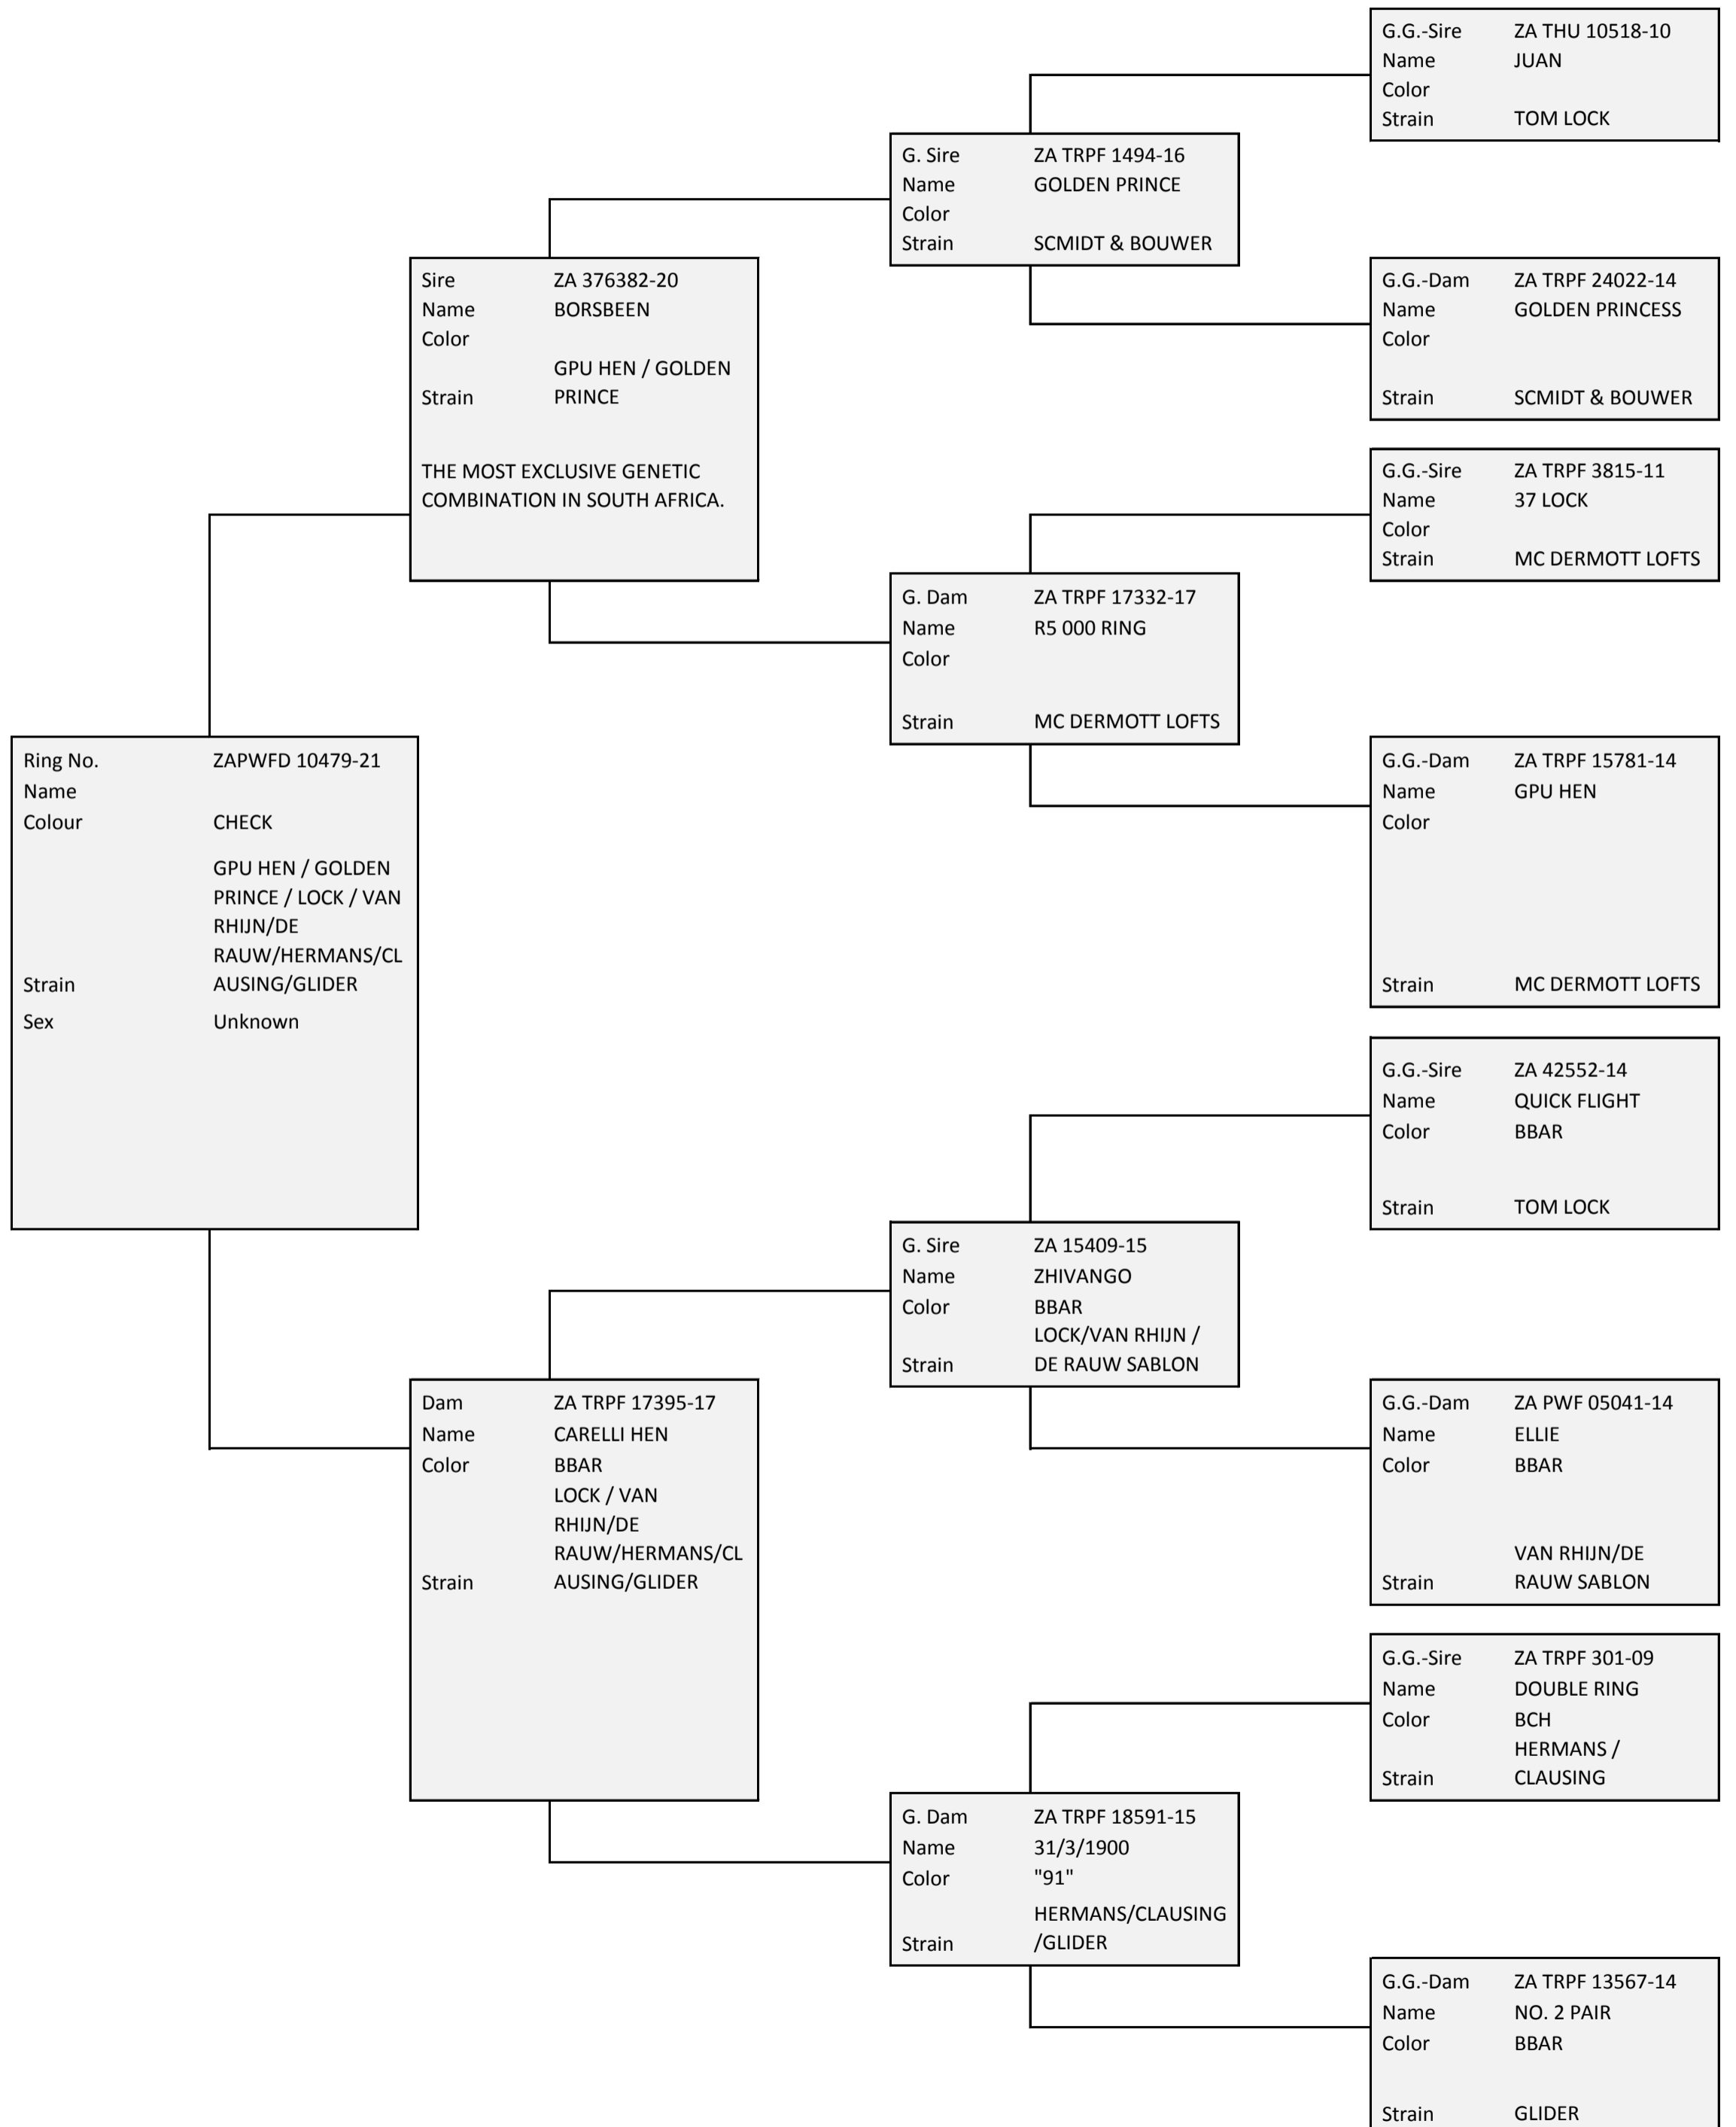 G.G.-Sire ZA THU 10518-10
Name JUAN
Color
Strain TOM LOCK
G. Sire ZA TRPF 1494-16
Name GOLDEN PRINCE
Color
Strain SCMIDT & BOUWER
Sire ZA 376382-20
Name BORSBEEN
Color
GPU HEN / GOLDEN
Strain PRINCE
THE MOST EXCLUSIVE GENETIC
COMBINATION IN SOUTH AFRICA.
G.G.-Dam ZA TRPF 24022-14
Name GOLDEN PRINCESS
Color
Strain SCMIDT & BOUWER
G.G.-Sire ZA TRPF 3815-11
Name 37 LOCK
Color
Strain MC DERMOTT LOFTS
G. Dam ZA TRPF 17332-17
Name R5 000 RING
Color
Strain MC DERMOTT LOFTS
Ring No. ZAPWFD 10479-21
Name
Colour CHECK
GPU HEN / GOLDEN
PRINCE / LOCK / VAN
RHIJN/DE
RAUW/HERMANS/CL
Strain AUSING/GLIDER
Sex Unknown
G.G.-Dam ZA TRPF 15781-14
Name GPU HEN
Color
Strain MC DERMOTT LOFTS
G.G.-Sire ZA 42552-14
Name QUICK FLIGHT
Color BBAR
Strain TOM LOCK
G. Sire ZA 15409-15
Name ZHIVANGO
Color BBAR
LOCK/VAN RHIJN /
Strain DE RAUW SABLON
Dam ZA TRPF 17395-17
Name CARELLI HEN
Color BBAR
LOCK / VAN
RHIJN/DE
RAUW/HERMANS/CL
Strain AUSING/GLIDER
G.G.-Dam ZA PWF 05041-14
Name ELLIE
Color BBAR
VAN RHIJN/DE
Strain RAUW SABLON
G.G.-Sire ZA TRPF 301-09
Name DOUBLE RING
Color BCH
HERMANS /
Strain CLAUSING
G. Dam ZA TRPF 18591-15
Name 31/3/1900
Color "91"
HERMANS/CLAUSING
Strain /GLIDER
G.G.-Dam ZA TRPF 13567-14
Name NO. 2 PAIR
Color BBAR
Strain GLIDER